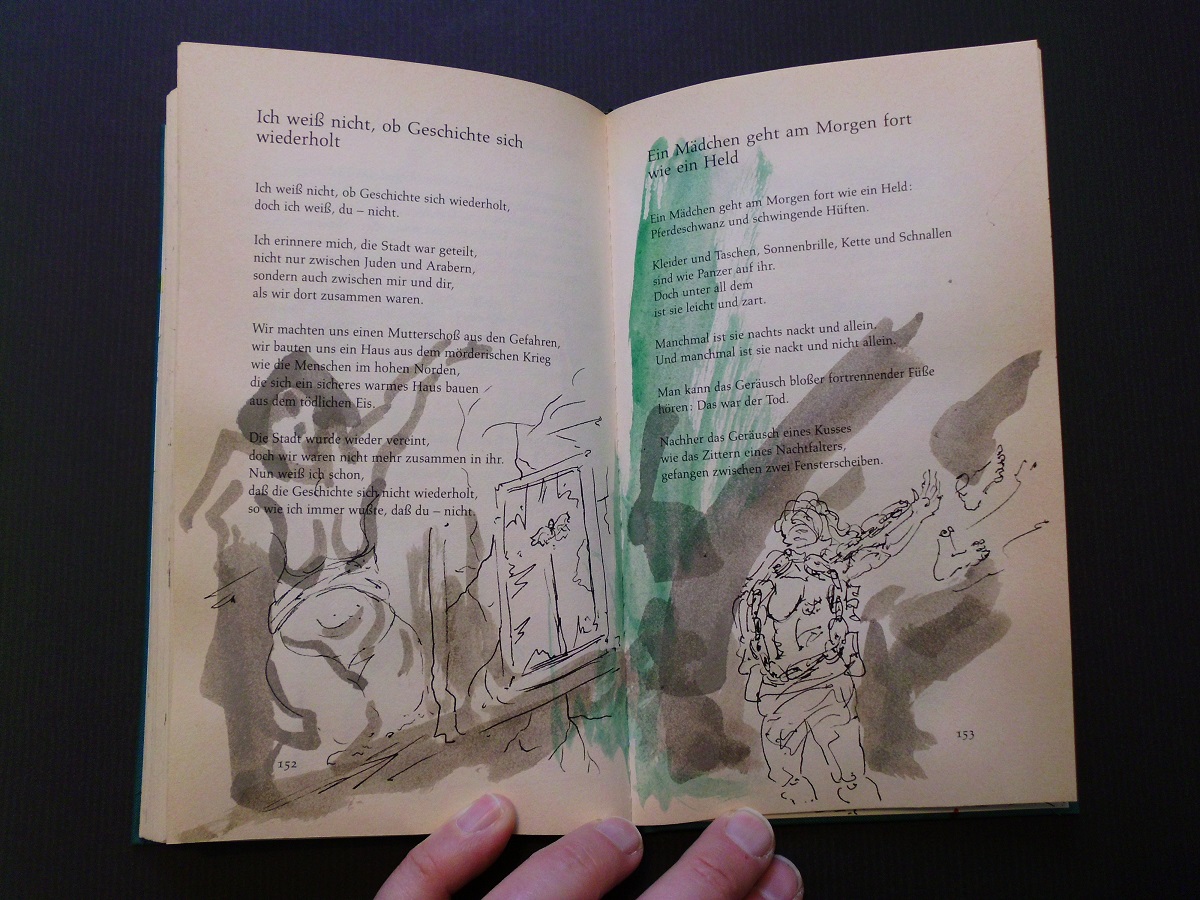 Ich weiß nicht, ob Geschichte sich
wiederholt
Ich weiß nicht, ob Geschichte sich wiederholt,
doch ich weiß, du – nicht.
Ich erinnere mich, die Stadt war geteilt,
nicht nur zwischen Juden und Arabern,
sondern auch zwischen mir und dir,
als wir dort zusammen waren.
Wir machten uns einen Mutterschoß aus den Gefahren,
wir bauten uns ein Haus aus dem mörderischen Krieg
wie die Menschen im hohen Norden,
die sich ein sicheres warmes Haus bauen
aus dem tödlichen Eis.
Die Stadt wurde wieder vereint,
doch wir waren nicht mehr zusammen in ihr.
Nun weiß ich schon,
daß die Geschichte sich nicht wiederholt,
so wie ich immer wußte, daß du – nicht.
152
Ein Mädchen geht am Morgen fort
wie ein Held
Ein Mädchen geht am Morgen fort wie ein Held:
Pferdeschwanz und schwingende Hüften.
Kleider und Taschen, Sonnenbrille, Kette und Schnallen
sind wie Panzer auf ihr.
Doch unter all dem
ist sie leicht und zart.
Manchmal ist sie nachts nackt und allein.
Und manchmal ist sie nackt und nicht allein.
Man kann das Geräusch bloßer fortrennender Füße
hören: Das war der Tod.
Nachher das Geräusch eines Kusses
wie das Zittern eines Nachtfalters,
gefangen zwischen zwei Fensterscheiben.
153